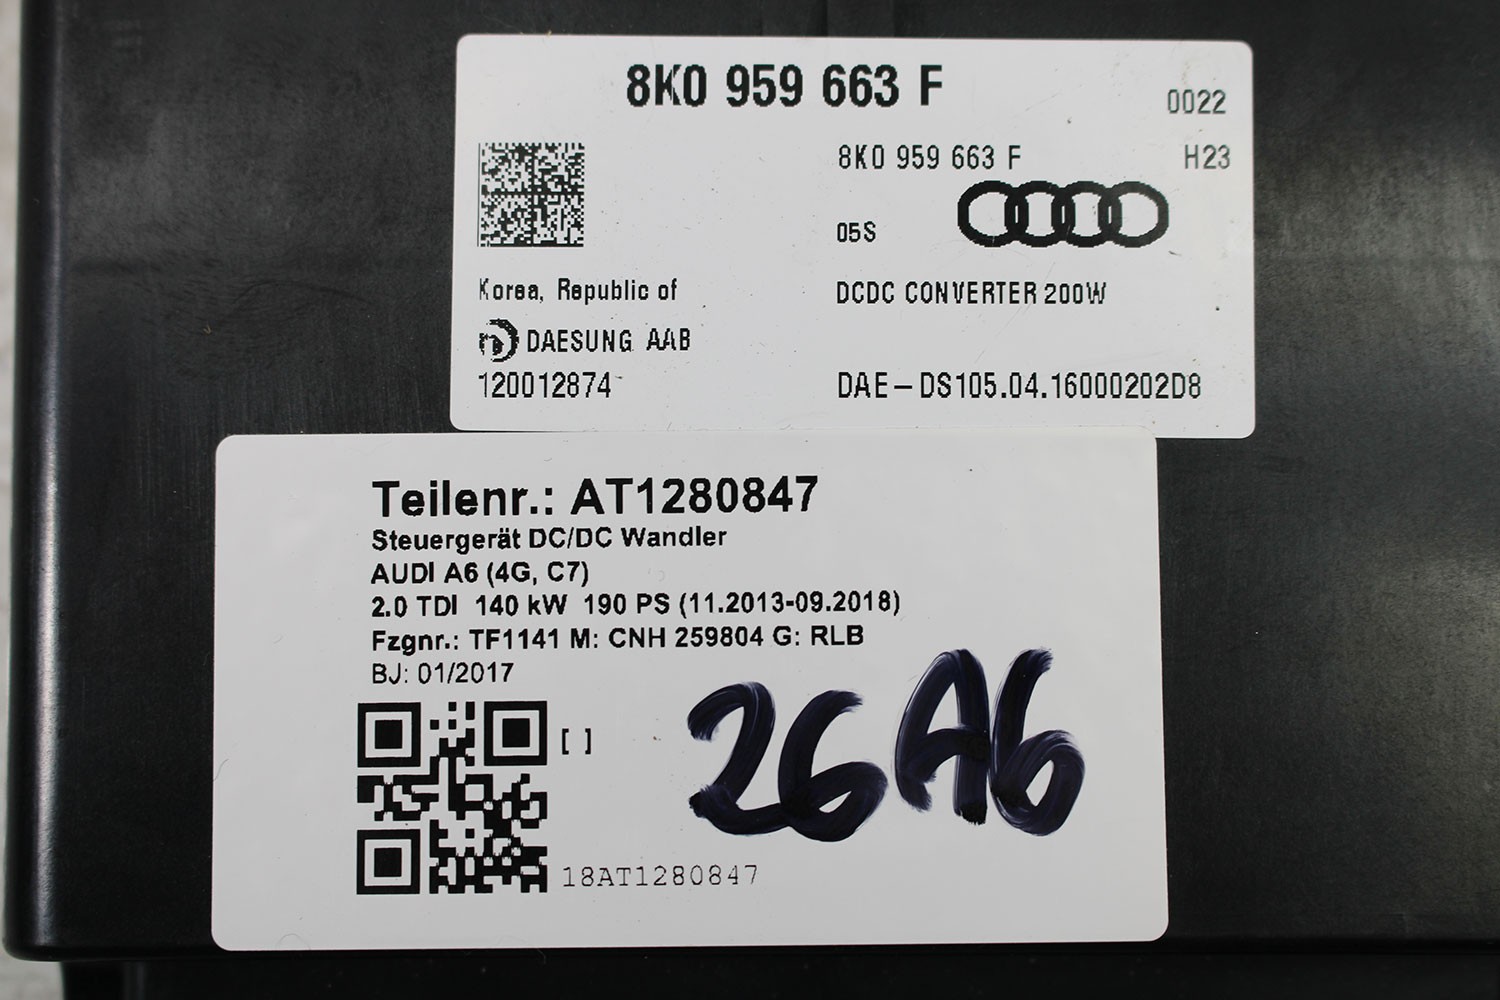 8K0 959 663 F
0022
8K0 959 663 F
H23
05S
Korea, Republic of
DCDC CONVERTER 200W
DAESUNG AAB
120012874
DAE-DS105.04.16000202D8
Teilenr.: AT1280847
Steuergerät DC/DC Wandler
AUDI A6 (4G, C7)
2.0 TDI 140 kW 190 PS (11.2013-09.2018)
Fzgnr.: TF1141 M: CNH 259804 G: RLB
BJ: 01/2017
[ ]
26A6
18AT1280847